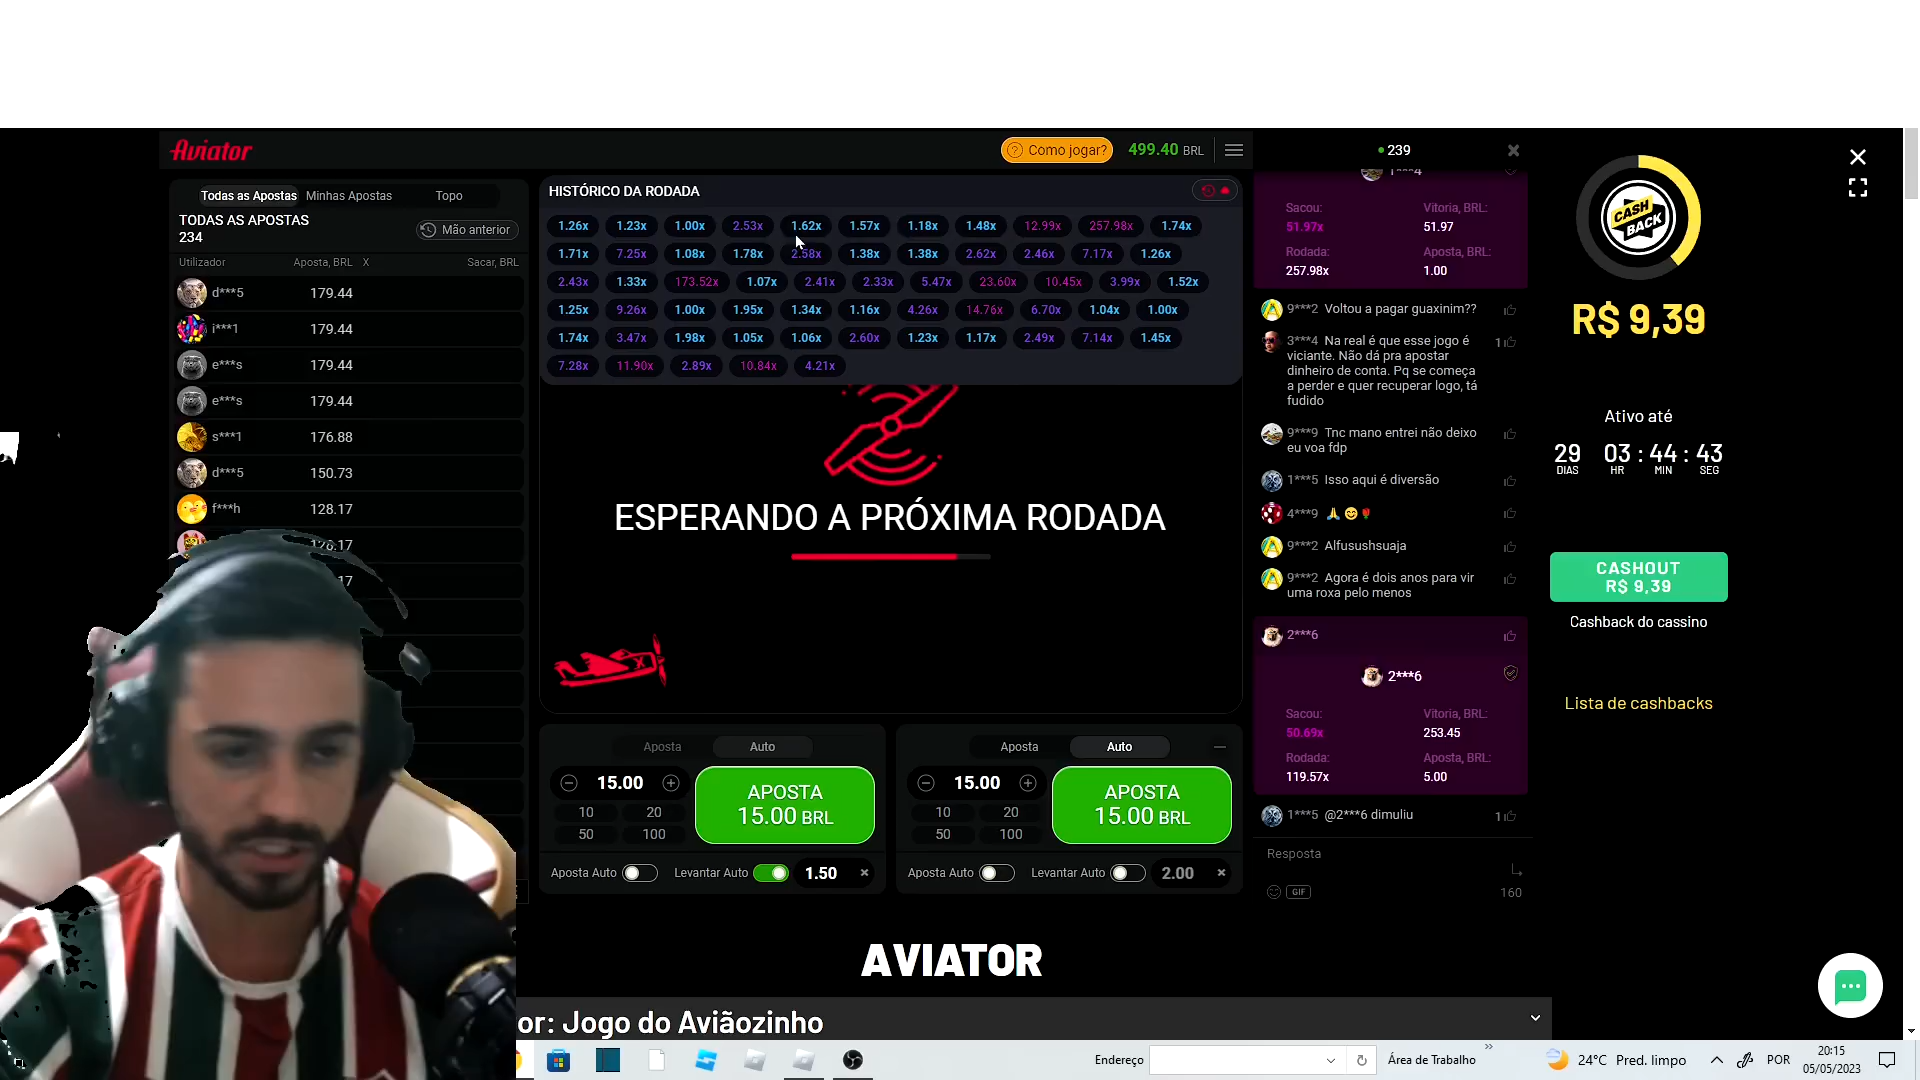 Aviator
Como jogar?
499.40 BRL
239
Todas as Apostas
Minhas Apostas
Topo
TODAS AS APOSTAS
234
Mão anterior
Utilizador
Aposta, BRL X
Sacar, BRL
d***5 179.44
i***1 179.44
e***s 179.44
e***s 179.44
s***1 176.88
d***5 150.73
f***h 128.17
128.17
HISTÓRICO DA RODADA
1.26x 1.23x 1.00x 2.53x 1.62x 1.57x 1.18x 1.48x 12.99x 257.98x 1.74x
1.71x 7.25x 1.08x 1.78x 2.58x 1.38x 1.38x 2.62x 2.46x 7.17x 1.26x
2.43x 1.33x 173.52x 1.07x 2.41x 2.33x 5.47x 23.60x 10.45x 3.99x 1.52x
1.25x 9.26x 1.00x 1.95x 1.34x 1.16x 4.26x 14.76x 6.70x 1.04x 1.00x
1.74x 3.47x 1.98x 1.05x 1.06x 2.60x 1.23x 1.17x 2.49x 7.14x 1.45x
7.28x 11.90x 2.89x 10.84x 4.21x
ESPERANDO A PRÓXIMA RODADA
Aposta Auto
15.00
10 20
50 100
APOSTA
15.00 BRL
Aposta Auto
Levantar Auto
1.50
Aposta Auto
15.00
10 20
50 100
APOSTA
15.00 BRL
Aposta Auto
Levantar Auto
2.00
Sacou: Vitoria, BRL:
51.97x 51.97
Rodada: Aposta, BRL:
257.98x 1.00
9***2 Voltou a pagar guaxinim??
3***4 Na real é que esse jogo é
viciante. Não dá pra apostar
dinheiro de conta. Pq se começa
a perder e quer recuperar logo, tá
fudido
1
9***9 Tnc mano entrei não deixo
eu voa fdp
1***5 Isso aqui é diversão
4***9 🙏😊🌹
9***2 Alfusushsuaja
9***2 Agora é dois anos para vir
uma roxa pelo menos
2***6
2***6
Sacou: Vitoria, BRL:
50.69x 253.45
Rodada: Aposta, BRL:
119.57x 5.00
1***5 @2***6 dimuliu
1
Resposta
GIF
160
CASH
BACK
R$ 9,39
Ativo até
29 03 : 44 : 43
DIAS HR MIN SEG
CASHOUT
R$ 9,39
Cashback do cassino
Lista de cashbacks
AVIATOR
or: Jogo do Aviãozinho
Endereço
Área de Trabalho
24°C Pred. limpo
POR
20:15
05/05/2023